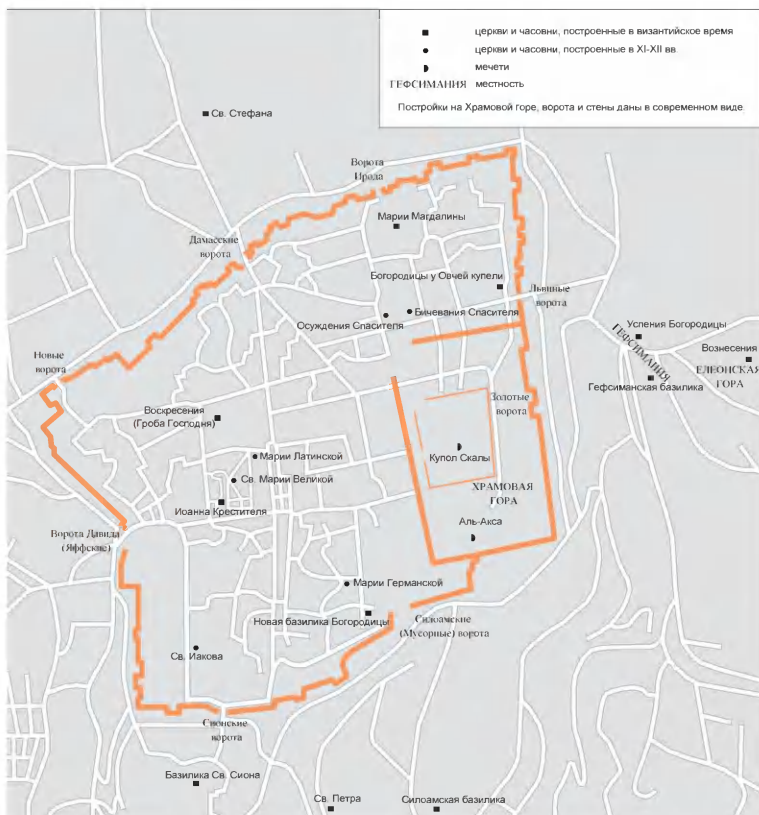 церкви и часовни, построенные в византийское время
церкви и часовни, построенные в XI-XII вв
мечети
ГЕФСИМАНИЯ местность
Постройки на Храмовой горе, ворота и стены даны в современном виде
Св. Стефана
Ворота
Ирода
Марии Магдалины
Дамасские
ворота
Богородицы у Овчей купели
Львиные
ворота
Бичевания Спасителя
Осуждения Спасителя
Успения Богородицы
ГЕФСИМАНИЯ
Вознесения
ЕЛЕОНСКАЯ
ГОРА
Гефсиманская базилика
Новые
ворота
Золотые
ворота
Воскресения
(Гроба Господня)
Марии Латинской
Купол Скалы
Св. Марии Великой
ХРАМОВАЯ
ГОРА
Иоанна Крестителя
Аль-Акса
Ворота Давида
(Яффские)
Марии Германской
Новая базилика Богородицы
Силоамские
(Мусорные) ворота
Св. Иакова
Сионские
ворота
Базилика Св. Сиона
Св. Петра
Силоамская базилика